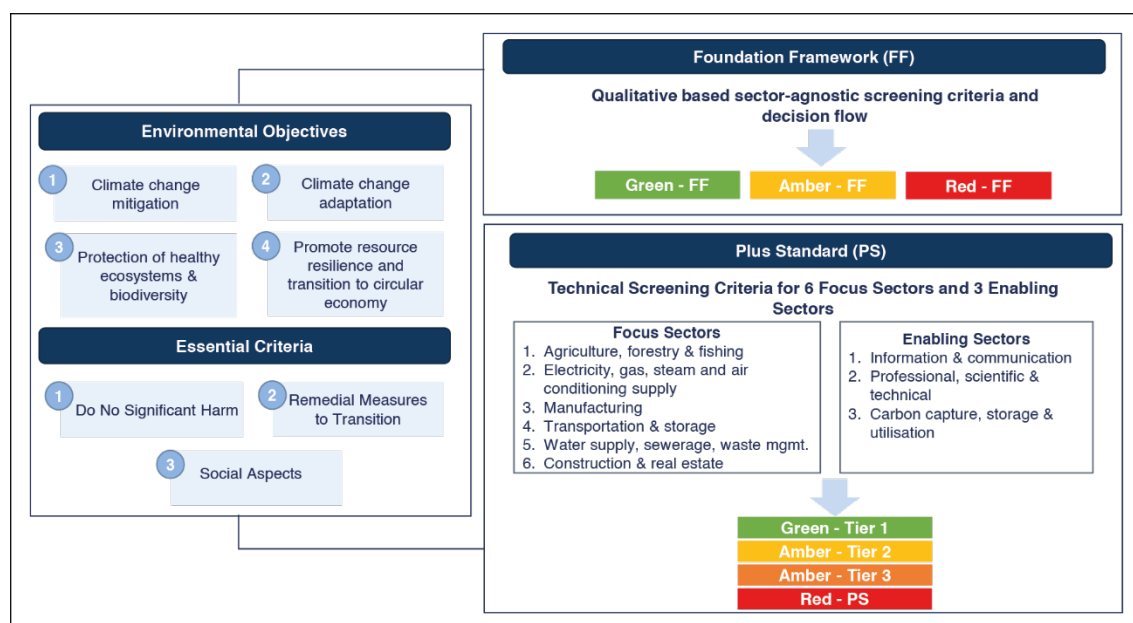 Environmental Objectives
1
Climate change
mitigation
2
Climate change
adaptation
3
Protection of healthy
ecosystems &
biodiversity
4
Promote resource
resilience and
transition to circular
economy
Essential Criteria
1
Do No Significant Harm
2
Remedial Measures
to Transition
3
Social Aspects
Foundation Framework (FF)
Qualitative based sector-agnostic screening criteria and
decision flow
Green - FF
Amber - FF
Red - FF
Plus Standard (PS)
Technical Screening Criteria for 6 Focus Sectors and 3 Enabling
Sectors
Focus Sectors
1. Agriculture, forestry & fishing
2. Electricity, gas, steam and air
conditioning supply
3. Manufacturing
4. Transportation & storage
5. Water supply, sewerage, waste mgmt.
6. Construction & real estate
Enabling Sectors
1. Information & communication
2. Professional, scientific &
technical
3. Carbon capture, storage &
utilisation
Green - Tier 1
Amber - Tier 2
Amber - Tier 3
Red - PS